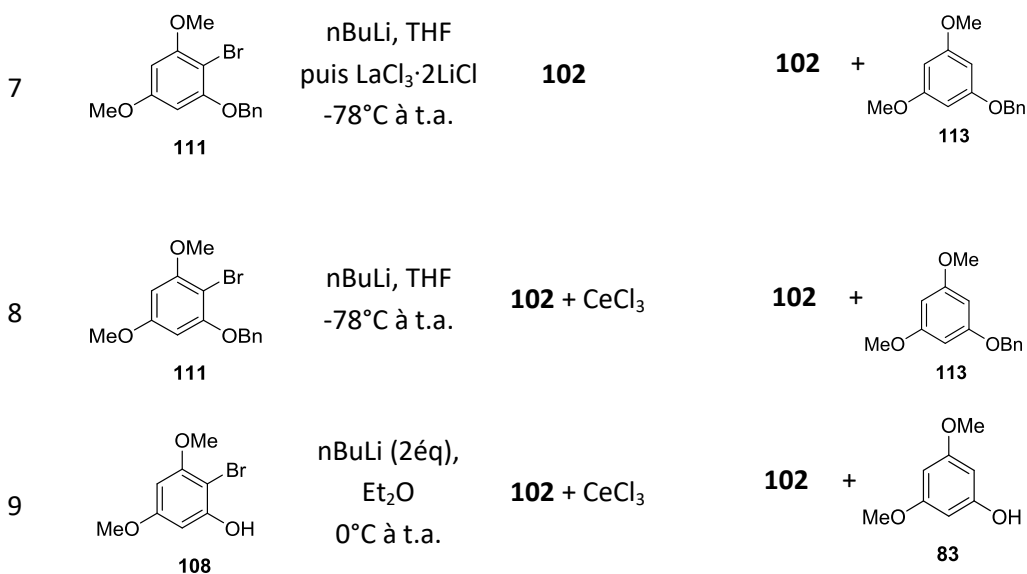 7
OMe
Br
MeO
OBn
111
nBuLi, THF
puis LaCl₃·2LiCl
-78°C à t.a.
102
102 +
OMe
MeO
OBn
113
8
OMe
Br
MeO
OBn
111
nBuLi, THF
-78°C à t.a.
102 + CeCl₃
102 +
OMe
MeO
OBn
113
9
OMe
Br
MeO
OH
108
nBuLi (2éq),
Et₂O
0°C à t.a.
102 + CeCl₃
102 +
OMe
MeO
OH
83